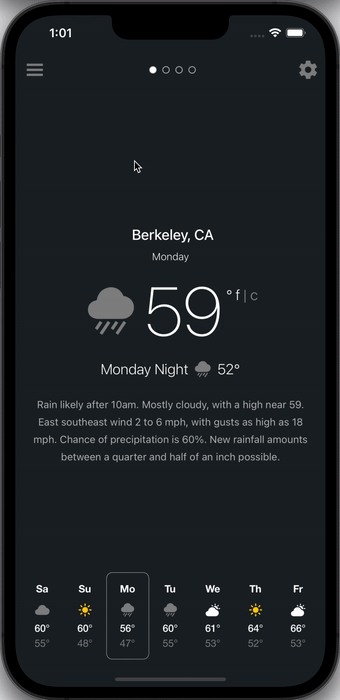 1:01
Berkeley, CA
Monday
59 ° f | c
Monday Night 52°
Rain likely after 10am. Mostly cloudy, with a high near 59.
East southeast wind 2 to 6 mph, with gusts as high as 18
mph. Chance of precipitation is 60%. New rainfall amounts
between a quarter and half of an inch possible.
Sa Su Mo Tu We Th Fr
60° 60° 56° 60° 61° 64° 66°
55° 48° 47° 55° 53° 52° 53°